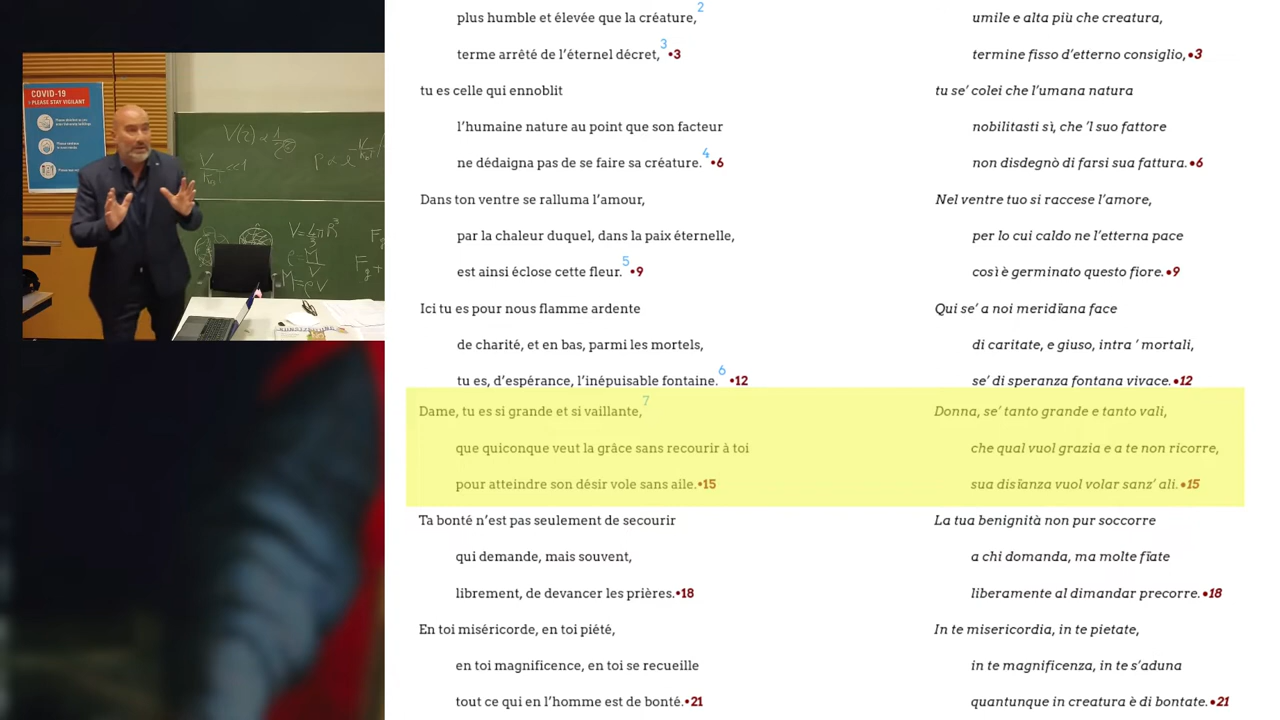 COVID-19
PLEASE STAY VIGILANT
plus humble et élevée que la créature,2
terme arrêté de l’éternel décret,3•3
tu es celle qui ennoblit
l’humaine nature au point que son facteur
ne dédaigna pas de se faire sa créature.4•6
Dans ton ventre se ralluma l’amour,
par la chaleur duquel, dans la paix éternelle,
est ainsi éclose cette fleur.5•9
Ici tu es pour nous flamme ardente
de charité, et en bas, parmi les mortels,
tu es, d’espérance, l’inépuisable fontaine.6•12
Dame, tu es si grande et si vaillante,7
que quiconque veut la grâce sans recourir à toi
pour atteindre son désir vole sans aile.•15
Ta bonté n’est pas seulement de secourir
qui demande, mais souvent,
librement, de devancer les prières.•18
En toi miséricorde, en toi piété,
en toi magnificence, en toi se recueille
tout ce qui en l’homme est de bonté.•21
umile e alta più che creatura,
termine fisso d’etterno consiglio,•3
tu se’ colei che l’umana natura
nobilitasti sì, che ’l suo fattore
non disdegnò di farsi sua fattura.•6
Nel ventre tuo si raccese l’amore,
per lo cui caldo ne l’etterna pace
così è germinato questo fiore.•9
Qui se’ a noi meridïana face
di caritate, e giuso, intra ’ mortali,
se’ di speranza fontana vivace.•12
Donna, se’ tanto grande e tanto vali,
che qual vuol grazia e a te non ricorre,
sua disïanza vuol volar sanz’ ali.•15
La tua benignità non pur soccorre
a chi domanda, ma molte fïate
liberamente al dimandar precorre.•18
In te misericordia, in te pietate,
in te magnificenza, in te s’aduna
quantunque in creatura è di bontate.•21